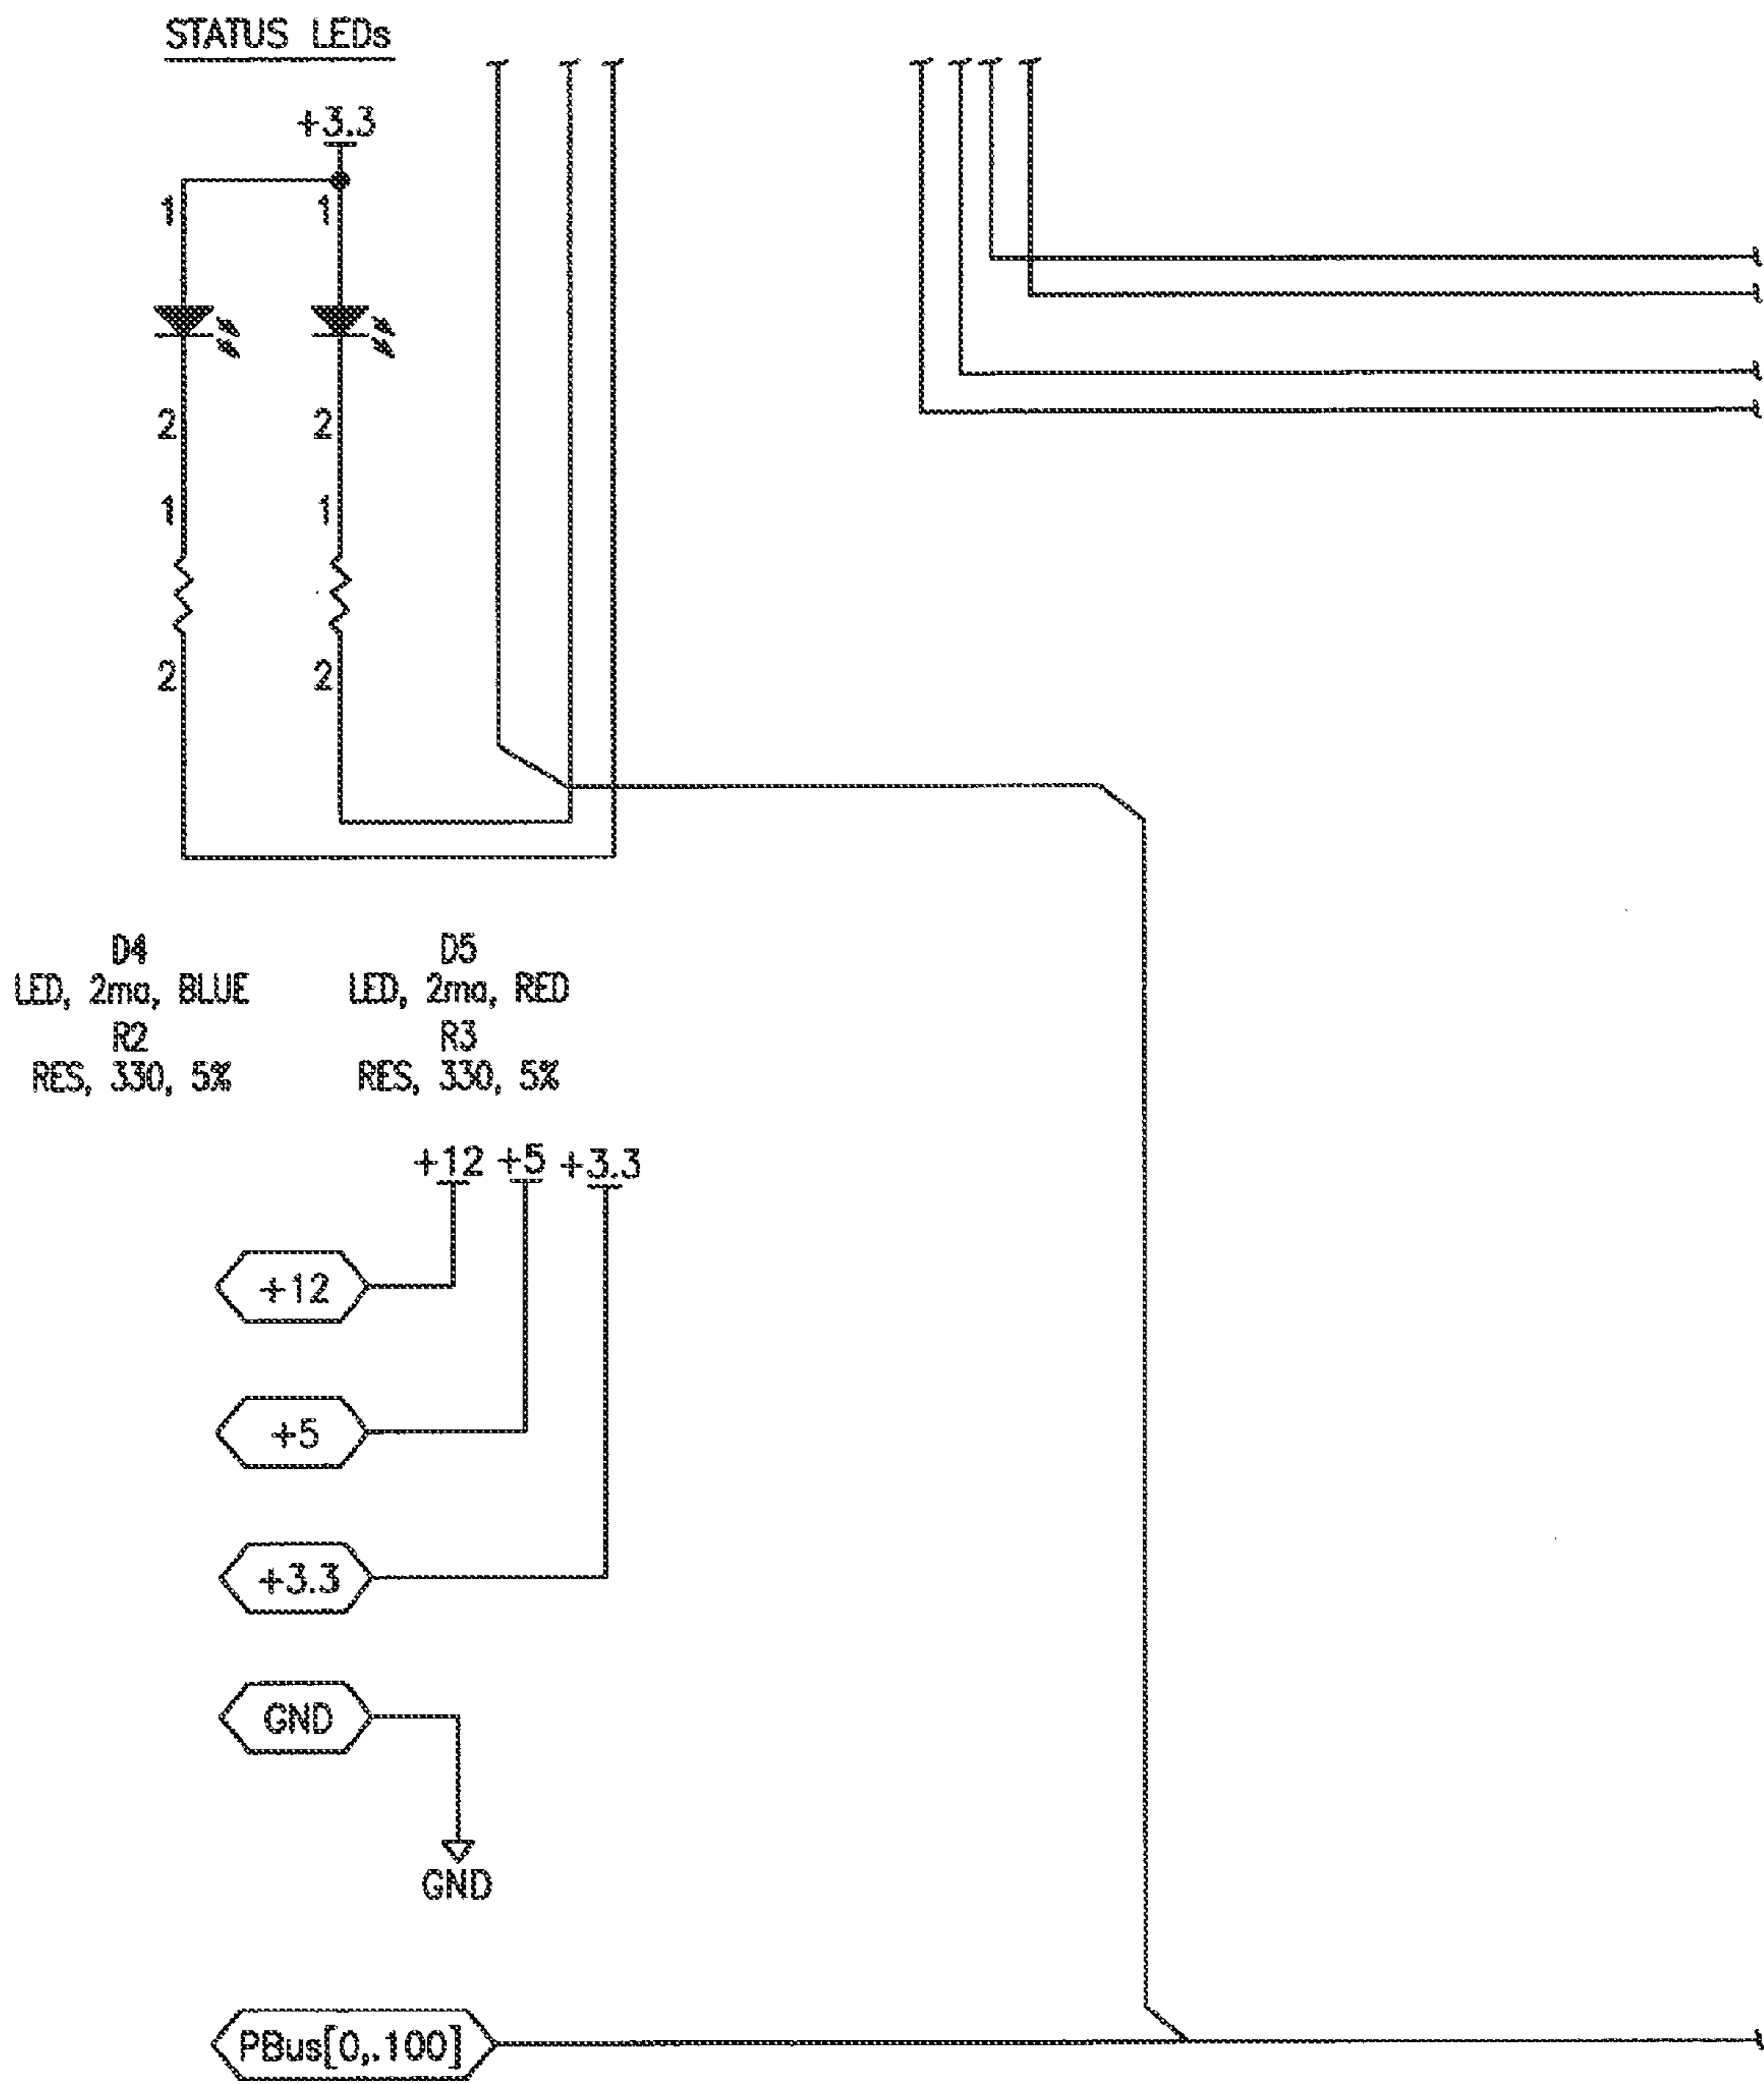 STATUS LEDs
+3.3
1 1
2 2
1 1
2 2
D4 D5
LED, 2ma, BLUE LED, 2ma, RED
R2 R3
RES, 330, 5% RES, 330, 5%
+12 +5 +3.3
+12
+5
+3.3
GND
GND
PBus[0,.100]